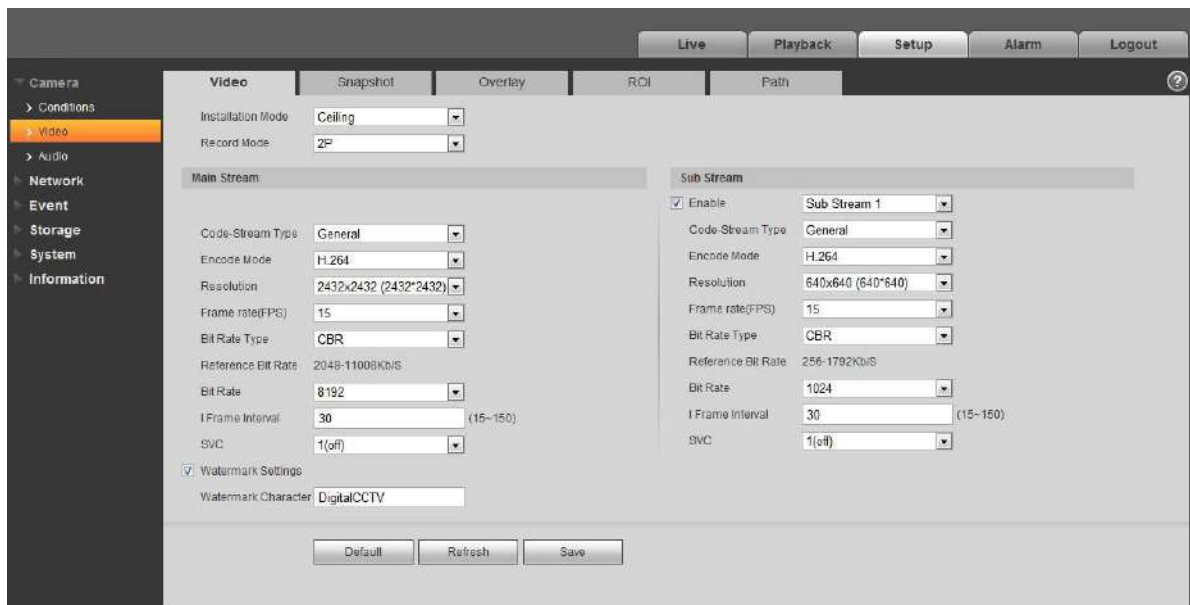 Live Playback Setup Alarm Logout
Camera
Conditions
Video
Audio
Network
Event
Storage
System
Information
Video Snapshot Overlay ROI Path ?
Installation Mode Ceiling
Record Mode 2P
Main Stream
Code-Stream Type General
Encode Mode H.264
Resolution 2432x2432 (2432*2432)
Frame rate(FPS) 15
Bit Rate Type CBR
Reference Bit Rate 2048-11008Kb/S
Bit Rate 8192
I Frame Interval 30 (15~150)
SVC 1(off)
Watermark Settings
Watermark Character DigitalCCTV
Sub Stream
Enable Sub Stream 1
Code-Stream Type General
Encode Mode H.264
Resolution 640x640 (640*640)
Frame rate(FPS) 15
Bit Rate Type CBR
Reference Bit Rate 256-1792Kb/S
Bit Rate 1024
I Frame Interval 30 (15~150)
SVC 1(off)
Default Refresh Save